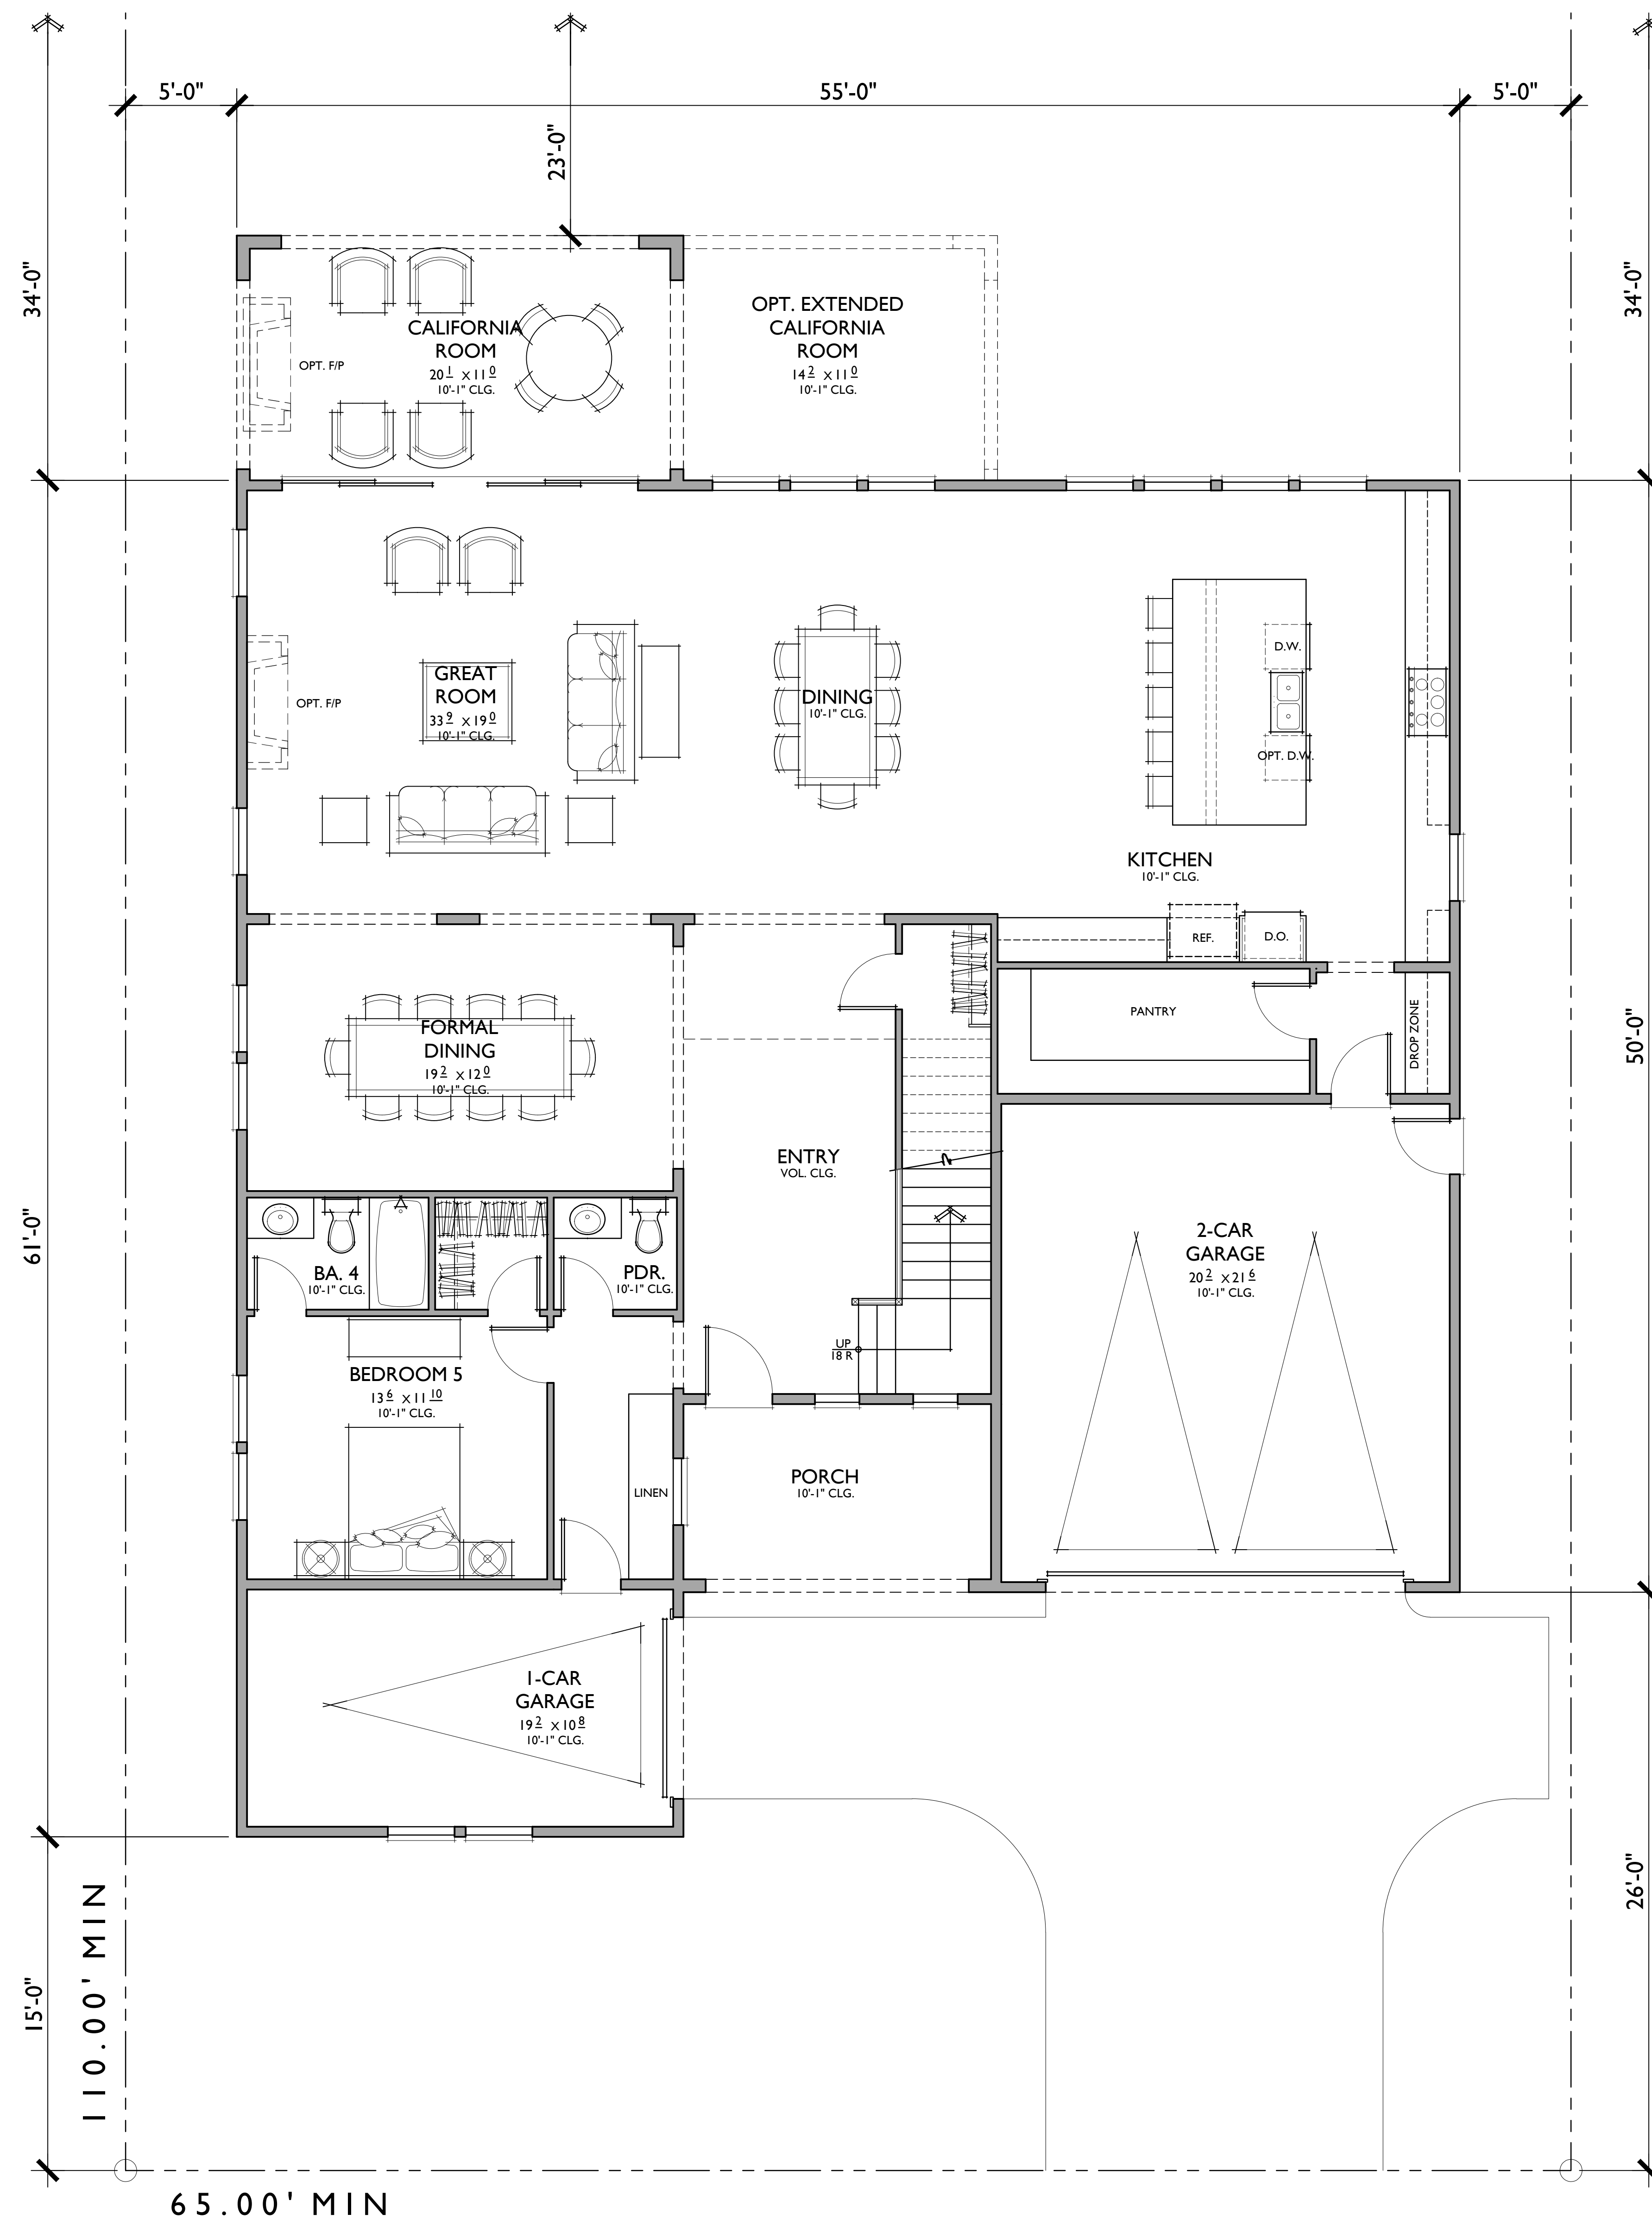 5'-0"
55'-0"
5'-0"
23'-0"
34'-0"
34'-0"
CALIFORNIA
ROOM
20 1 X 11 0
10'-1" CLG.
OPT. F/P
OPT. EXTENDED
CALIFORNIA
ROOM
14 2 X 11 0
10'-1" CLG.
GREAT
ROOM
33 9 X 19 0
10'-1" CLG.
OPT. F/P
DINING
10'-1" CLG.
D.W.
OPT. D.W.
KITCHEN
10'-1" CLG.
REF.
D.O.
PANTRY
DROP ZONE
50'-0"
FORMAL
DINING
19 2 X 12 0
10'-1" CLG.
ENTRY
VOL. CLG.
61'-0"
2-CAR
GARAGE
20 2 X 21 6
10'-1" CLG.
BA. 4
10'-1" CLG.
PDR.
10'-1" CLG.
UP
18 R
BEDROOM 5
13 6 X 11 10
10'-1" CLG.
LINEN
PORCH
10'-1" CLG.
1-CAR
GARAGE
19 2 X 10 8
10'-1" CLG.
26'-0"
15'-0"
110.00' MIN
65.00' MIN